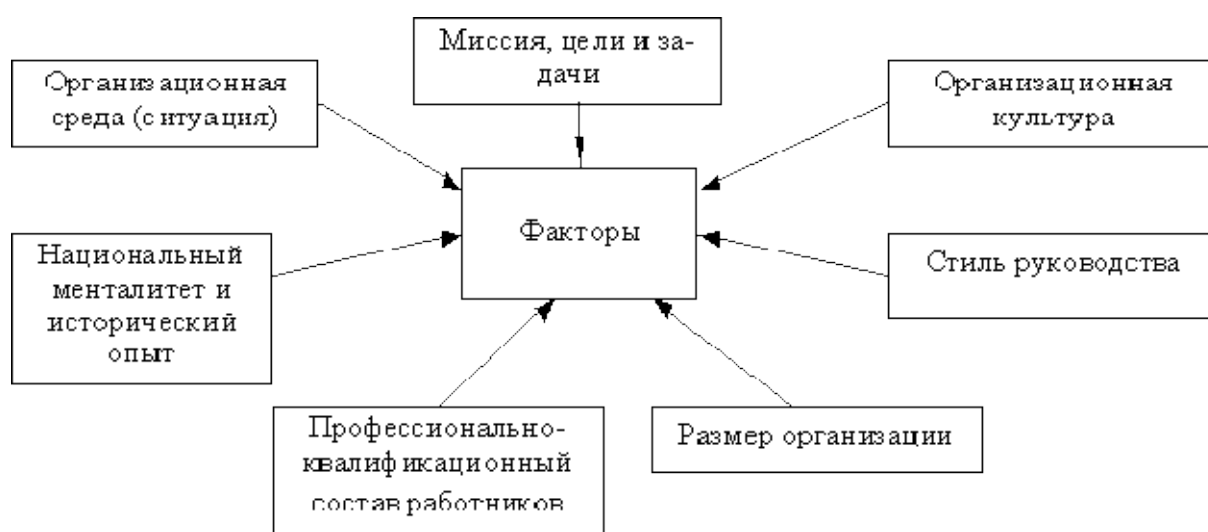 Миссия, цели и за-
дачи
Организационная
среда (ситуация)
Организационная
культура
Факторы
Национальный
менталитет и
исторический
опыт
Стиль руководства
Профессионально-
квалификационный
состав работников
Размер организации